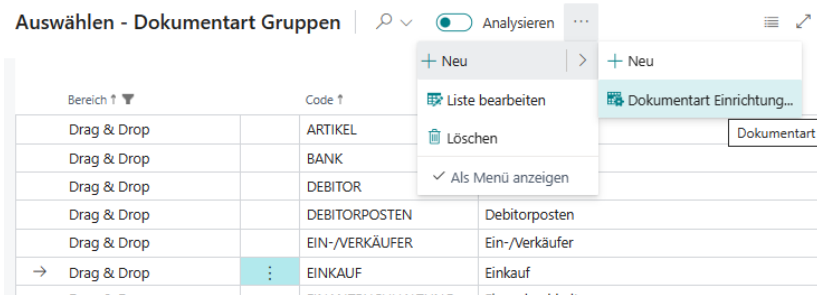 Auswählen - Dokumentart Gruppen
Analysieren
Neu
Neu
Liste bearbeiten
Dokumentart Einrichtung...
Löschen
Dokumentart
Als Menü anzeigen
Bereich ↑
Code ↑
Drag & Drop ARTIKEL
Drag & Drop BANK
Drag & Drop DEBITOR
Drag & Drop DEBITORPOSTEN Debitorposten
Drag & Drop EIN-/VERKÄUFER Ein-/Verkäufer
Drag & Drop EINKAUF Einkauf